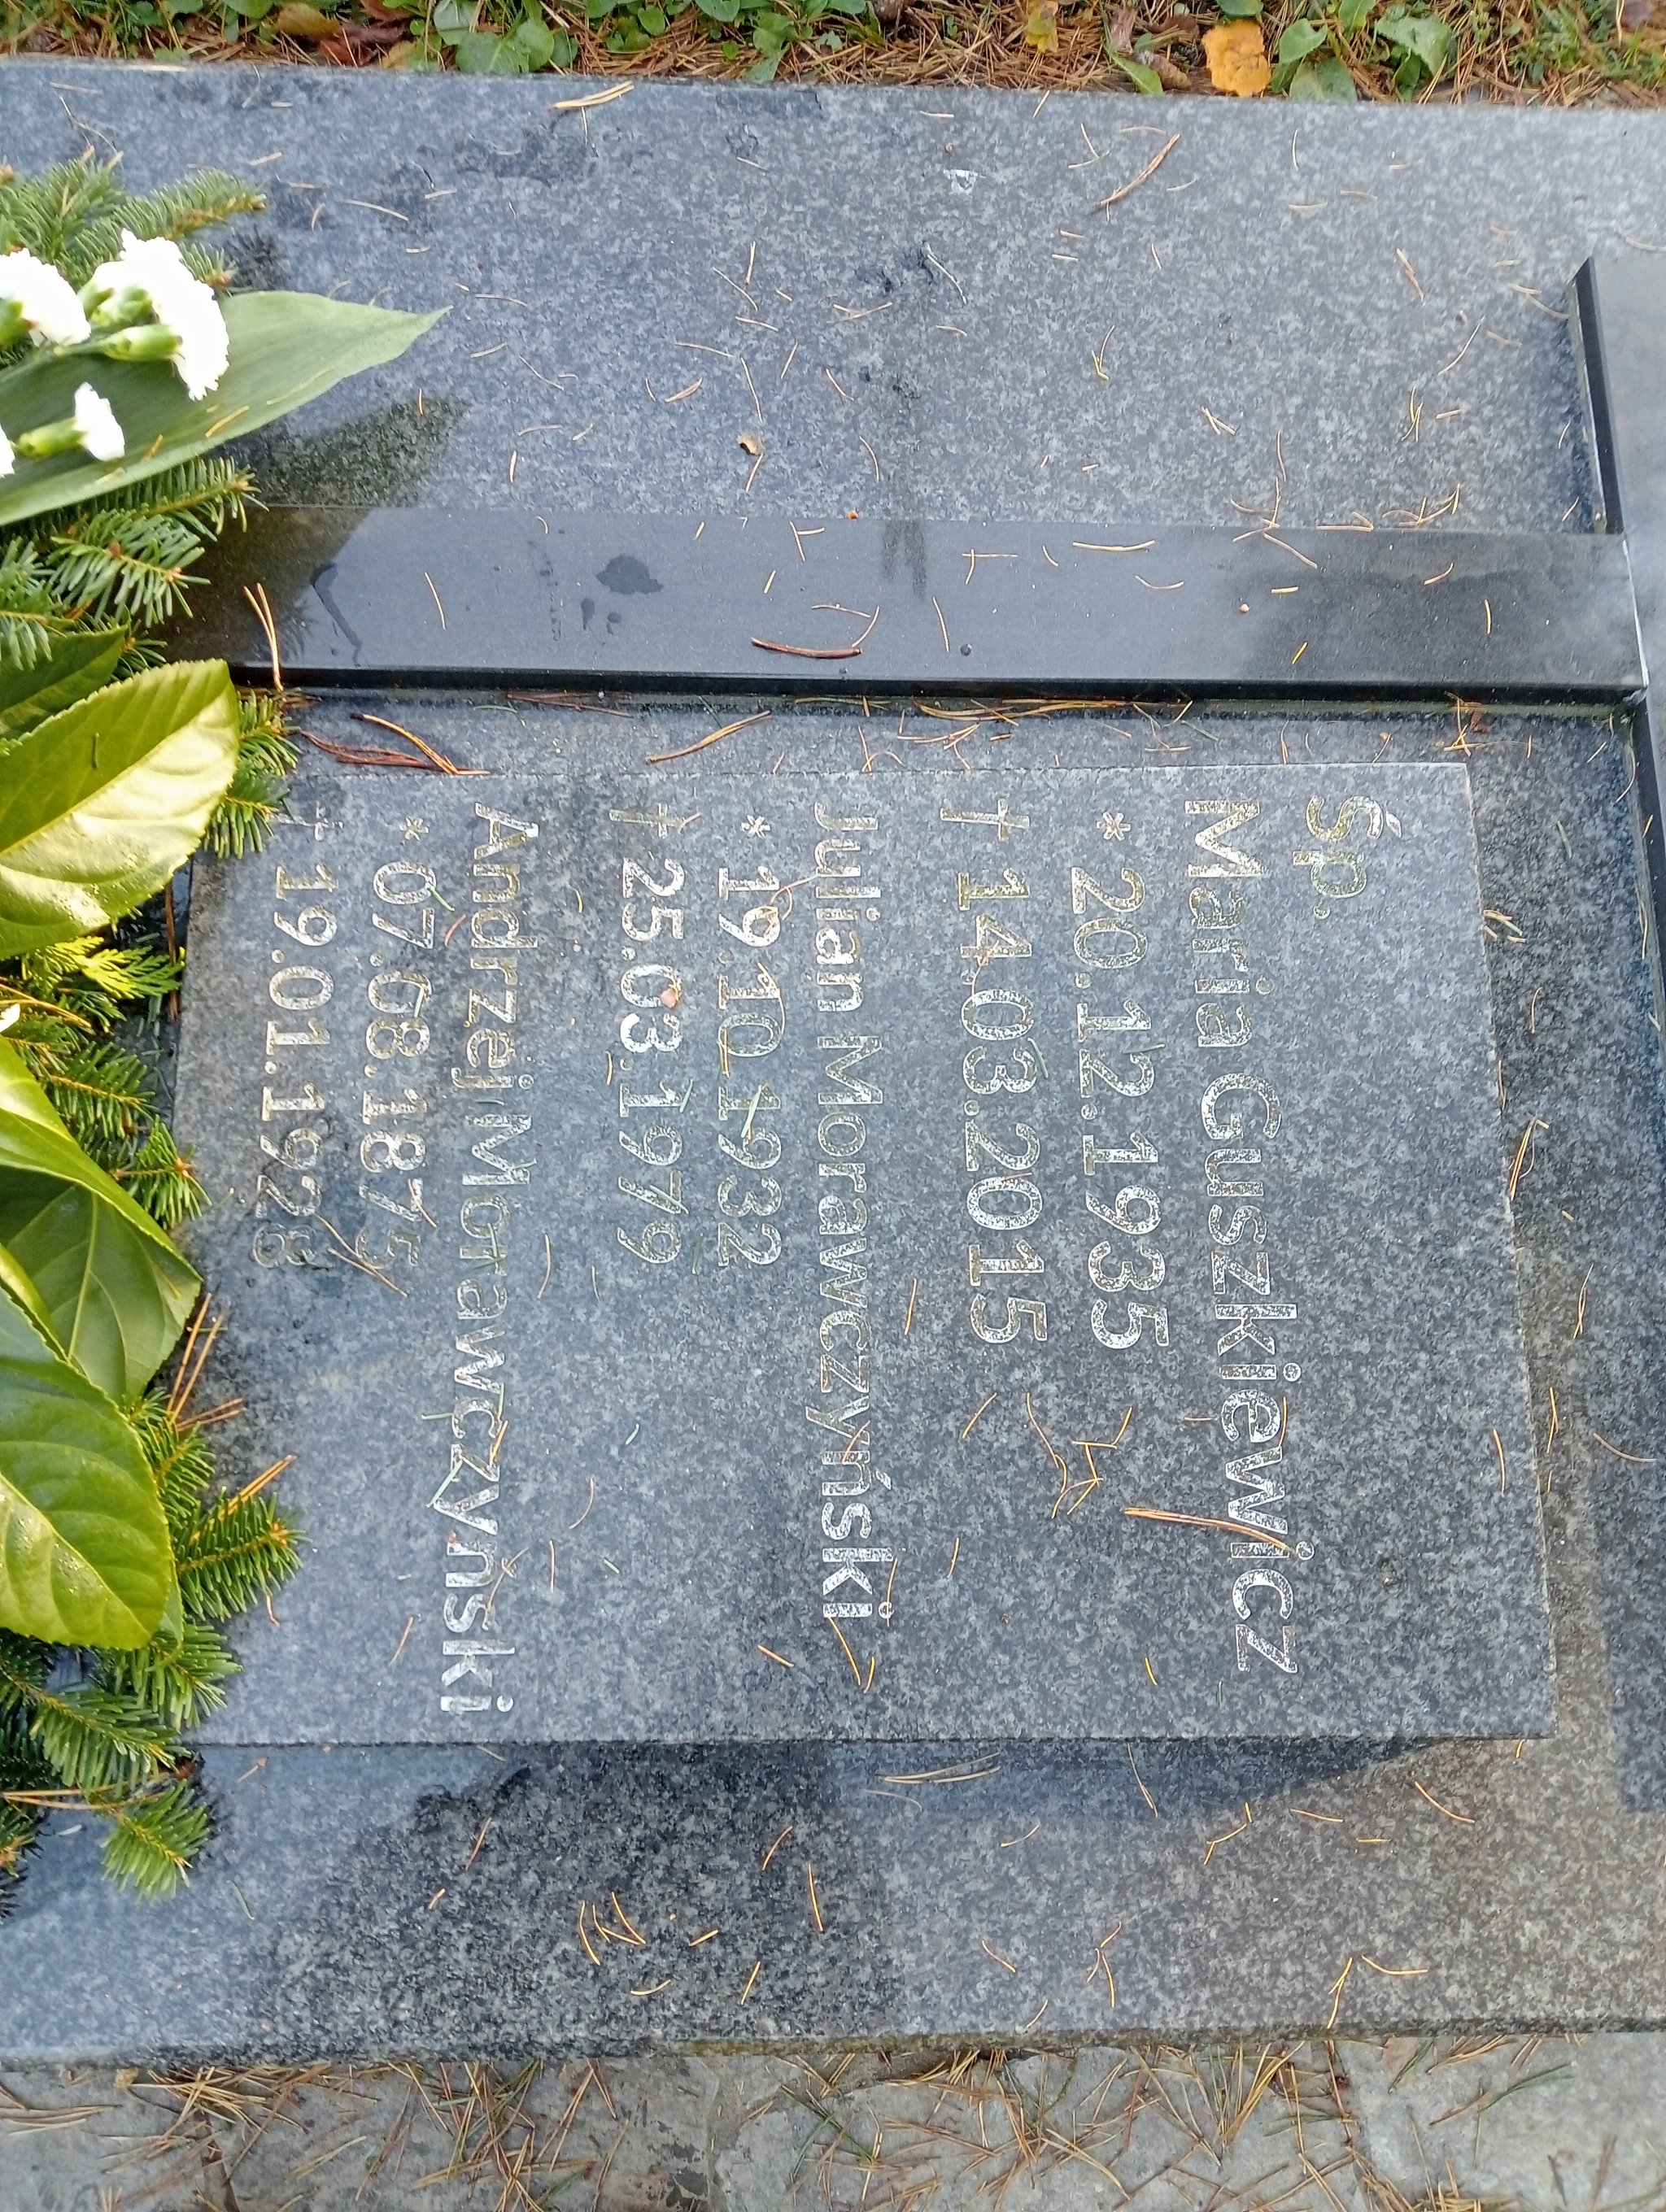 Śp.
Maria Guszkiewicz
* 20.12.1935
† 14.03.2015
Julian Morawczyński
* 19.10.1932
† 25.03.1979
Andrzej Morawczyński
* 07.08.1875
† 19.01.1928